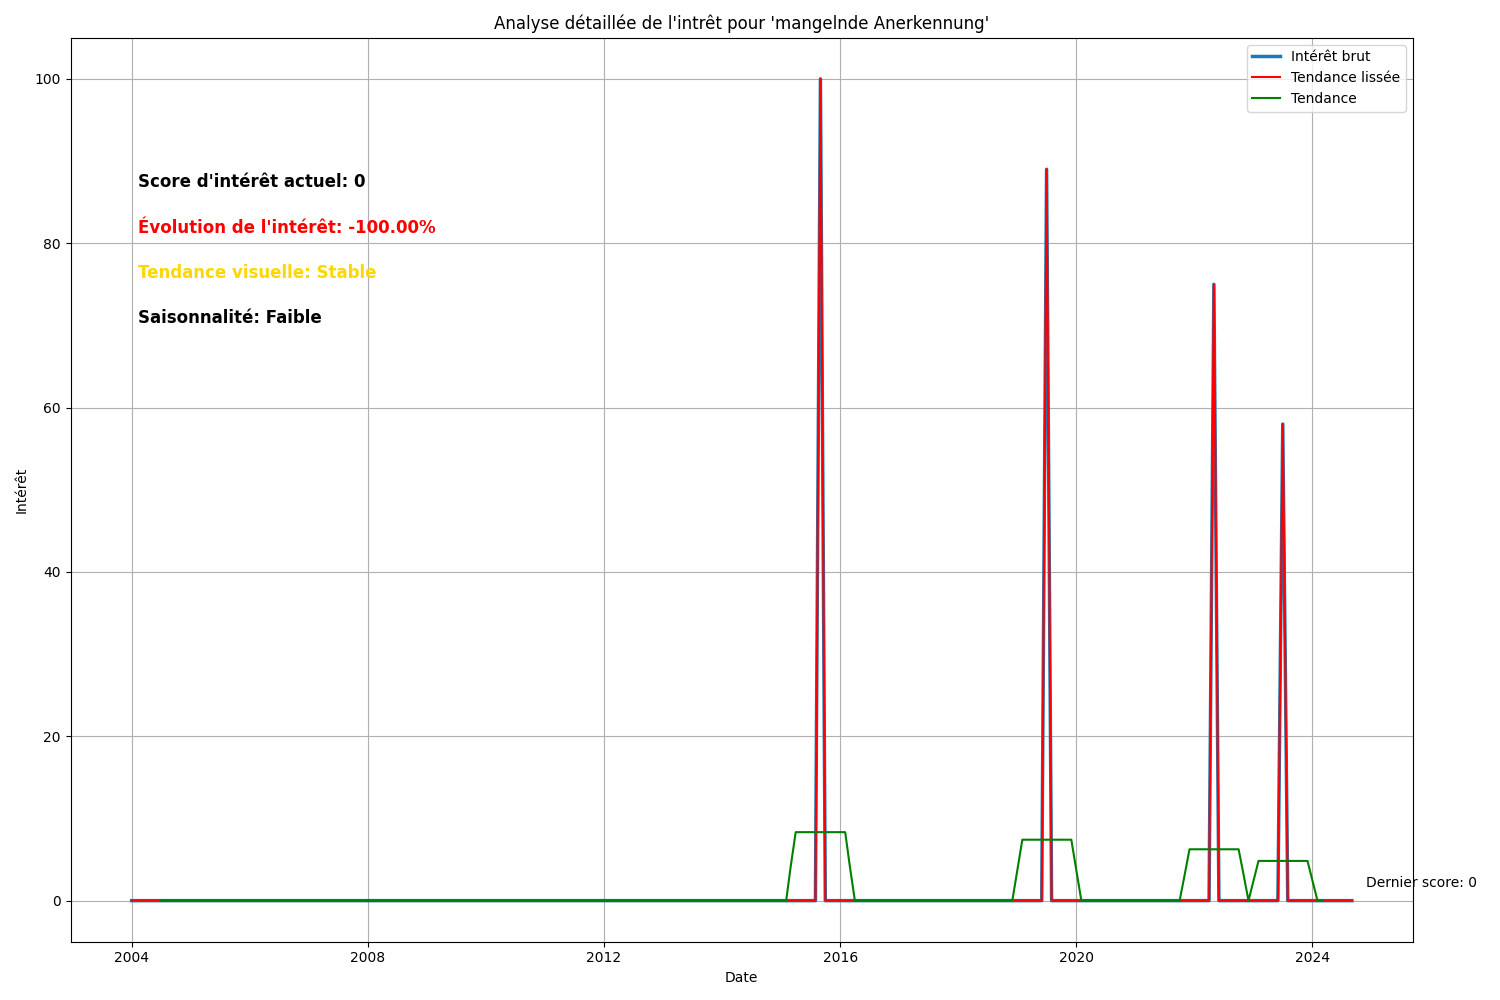 Analyse détaillée de l'intrêt pour 'mangelnde Anerkennung'
Intérêt brut
Tendance lissée
Tendance
Score d'intérêt actuel: 0
Évolution de l'intérêt: -100.00%
Tendance visuelle: Stable
Saisonnalité: Faible
Dernier score: 0
Intérêt
100
80
60
40
20
0
2004
2008
2012
2016
2020
2024
Date